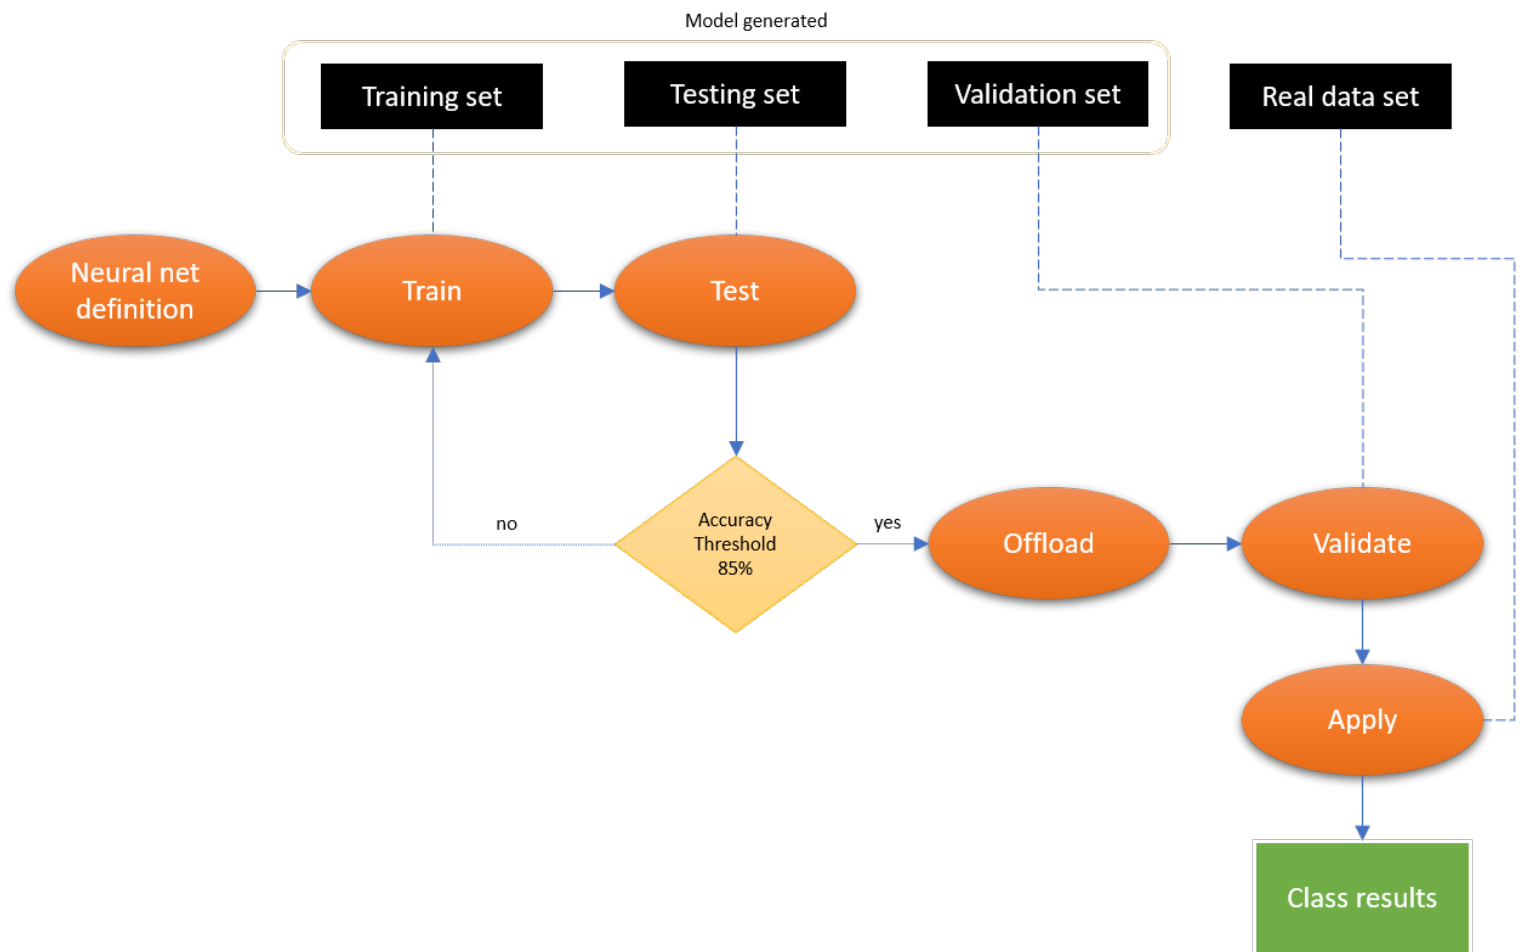 Model generated
Training set
Testing set
Validation set
Real data set
Neural net
definition
Train
Test
Accuracy
Threshold
85%
no
yes
Offload
Validate
Apply
Class results